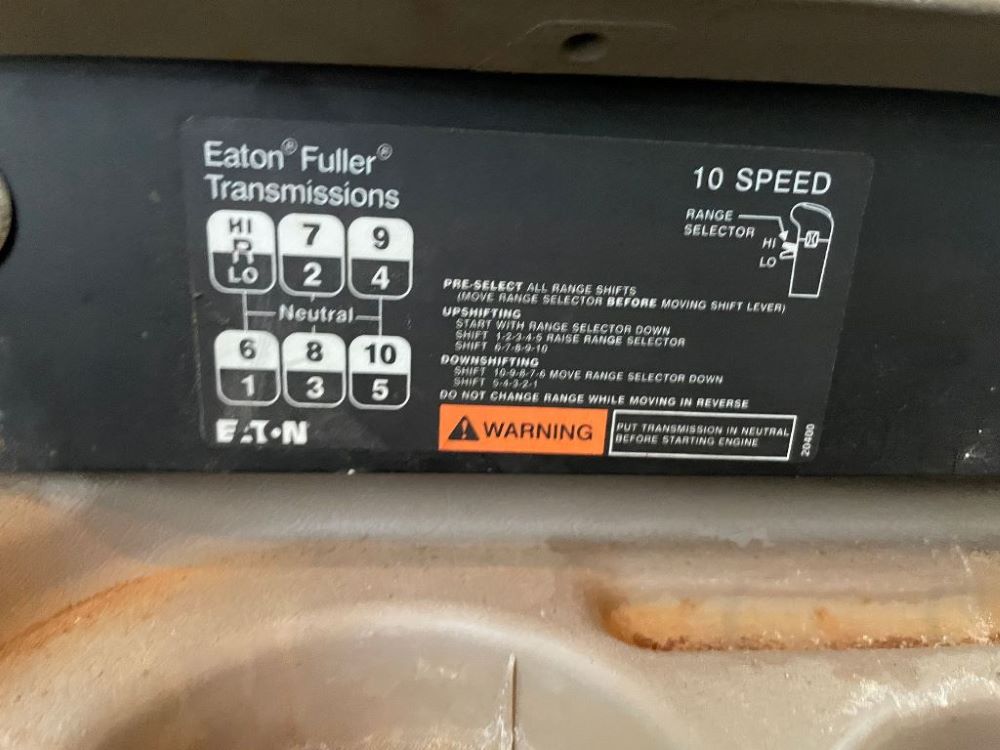 Eaton® Fuller®
Transmissions
10 SPEED
RANGE
SELECTOR
HI
LO
HI 7 9
R
LO 2 4
Neutral
6 8 10
1 3 5
PRE-SELECT ALL RANGE SHIFTS
(MOVE RANGE SELECTOR BEFORE MOVING SHIFT LEVER)
UPSHIFTING
START WITH RANGE SELECTOR DOWN
SHIFT 1-2-3-4-5 RAISE RANGE SELECTOR
SHIFT 6-7-8-9-10
DOWNSHIFTING
SHIFT 10-9-8-7-6 MOVE RANGE SELECTOR DOWN
SHIFT 5-4-3-2-1
DO NOT CHANGE RANGE WHILE MOVING IN REVERSE
WARNING
PUT TRANSMISSION IN NEUTRAL
BEFORE STARTING ENGINE
20400
EAT•N